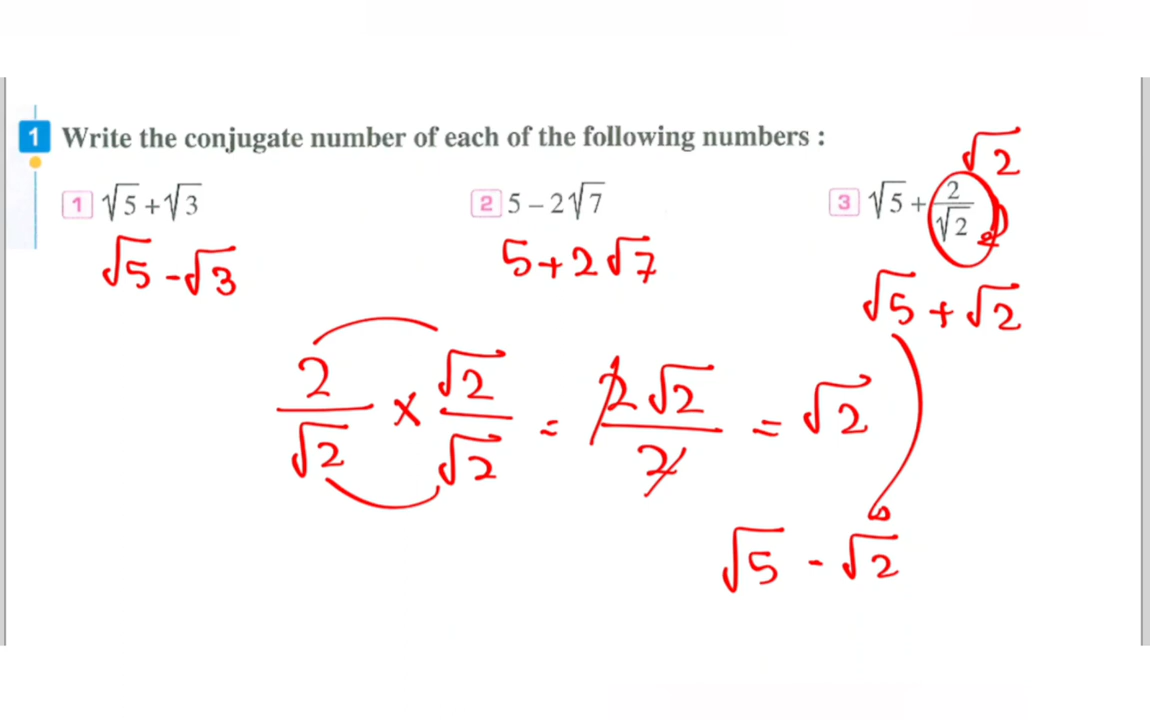 1 Write the conjugate number of each of the following numbers :
√2
1 √5 + √3 2 5 – 2√7 3 √5 + 2/√2
√5 - √3 5 + 2√7 √5 + √2
2/√2 × √2/√2 = 2√2/2 = √2
√5 - √2